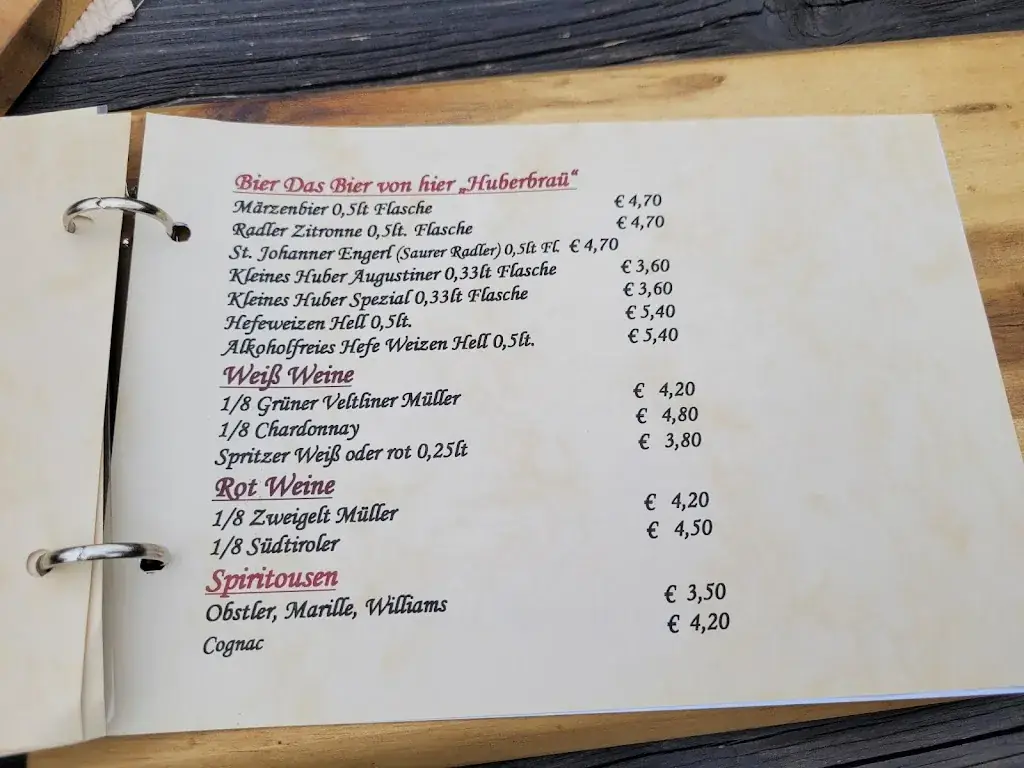 Bier Das Bier von hier „Huberbraü“
Märzenbier 0,5lt Flasche € 4,70
Radler Zitronne 0,5lt. Flasche € 4,70
St. Johanner Engerl (Saurer Radler) 0,5lt Fl. € 4,70
Kleines Huber Augustiner 0,33lt Flasche € 3,60
Kleines Huber Spezial 0,33lt Flasche € 3,60
Hefeweizen Hell 0,5lt. € 5,40
Alkoholfreies Hefe Weizen Hell 0,5lt. € 5,40
Weiß Weine
1/8 Grüner Veltliner Müller € 4,20
1/8 Chardonnay € 4,80
Spritzer Weiß oder rot 0,25lt € 3,80
Rot Weine
1/8 Zweigelt Müller € 4,20
1/8 Südtiroler € 4,50
Spiritousen
Obstler, Marille, Williams € 3,50
Cognac € 4,20